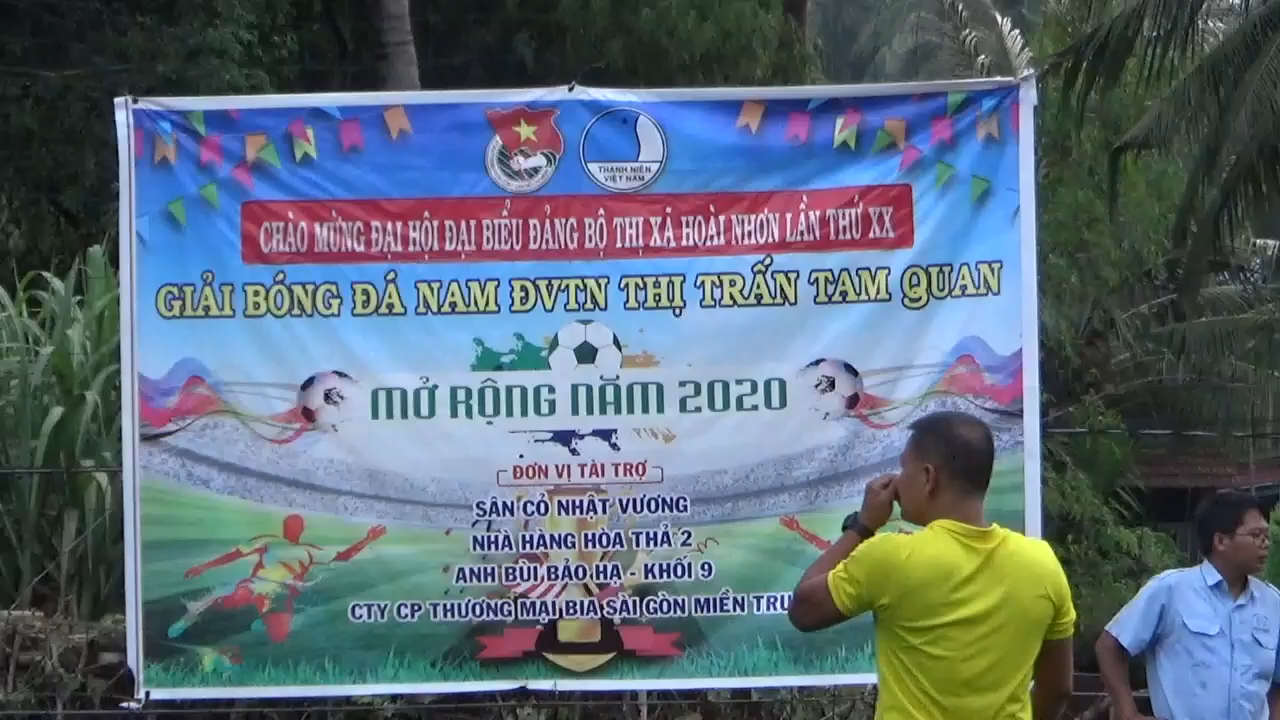 THANH NIÊN
VIỆT NAM
CHÀO MỪNG ĐẠI HỘI ĐẠI BIỂU ĐẢNG BỘ THỊ XÃ HOÀI NHƠN LẦN THỨ XX
GIẢI BÓNG ĐÁ NAM ĐVTN THỊ TRẤN TAM QUAN
MỞ RỘNG NĂM 2020
ĐƠN VỊ TÀI TRỢ
SÂN CỎ NHẬT VƯƠNG
NHÀ HÀNG HÒA THẢ 2
ANH BÙI BẢO HẠ - KHỐI 9
CTY CP THƯƠNG MẠI BIA SÀI GÒN MIỀN TRU